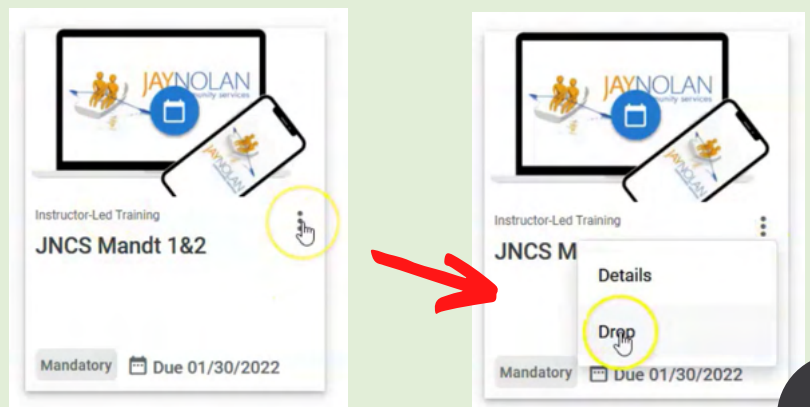 JAYNOLAN
community services
Instructor-Led Training
JNCS Mandt 1&2
Mandatory
Due 01/30/2022
JAYNOLAN
community services
Instructor-Led Training
JNCS M
Details
Drop
Mandatory
Due 01/30/2022